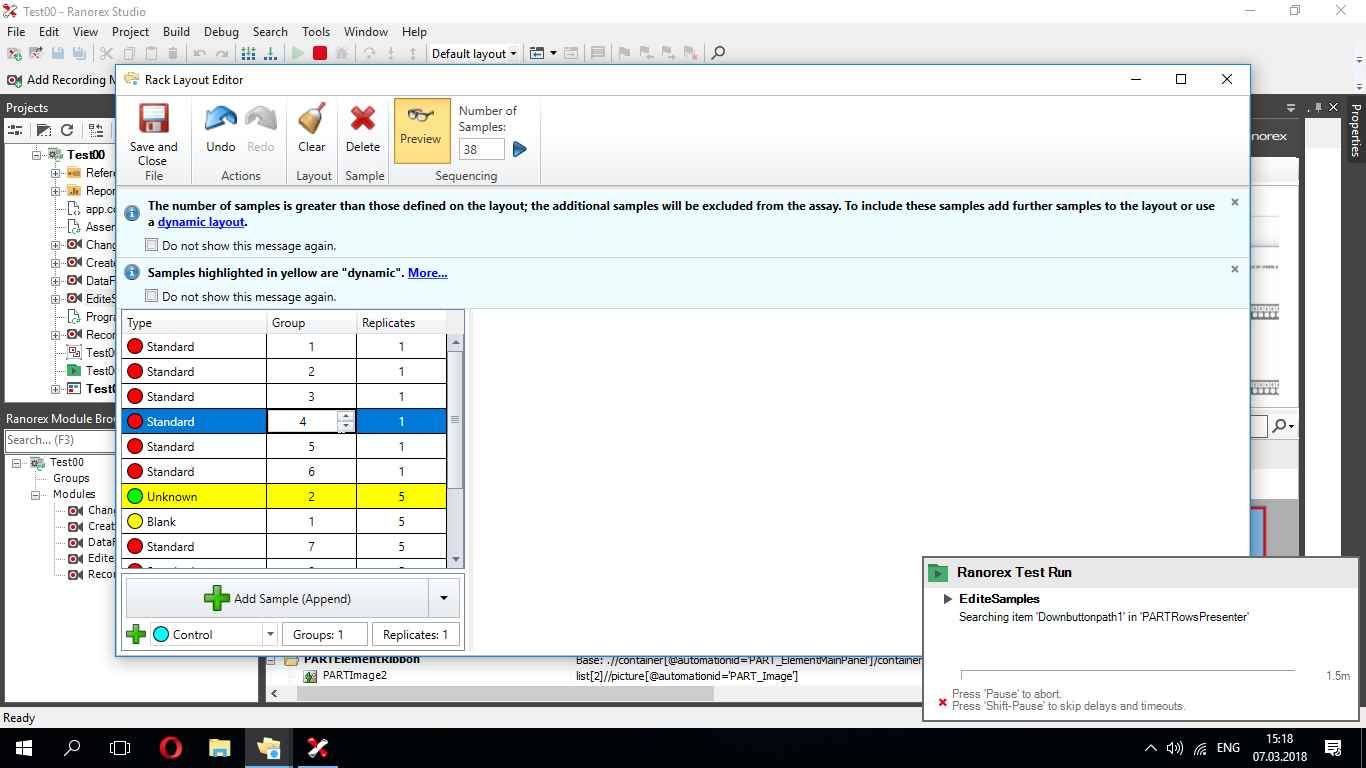 Test00 - Ranorex Studio
File Edit View Project Build Debug Search Tools Window Help
Default layout
Add Recording
Rack Layout Editor
Projects
Properties
Save and Close
Undo
Redo
Clear
Delete
Preview
Number of Samples:
38
File
Actions
Layout
Sample
Sequencing
The number of samples is greater than those defined on the layout; the additional samples will be excluded from the assay. To include these samples add further samples to the layout or use
a dynamic layout.
Do not show this message again.
Samples highlighted in yellow are "dynamic". More...
Do not show this message again.
Test00
Refere
Repor
app.co
Assen
Chang
Create
DataF
EditeS
Progra
Recor
Test00
Test00
Test0
Type Group Replicates
Standard 1 1
Standard 2 1
Standard 3 1
Standard 4 1
Standard 5 1
Standard 6 1
Unknown 2 5
Blank 1 5
Standard 7 5
Add Sample (Append)
Control Groups: 1 Replicates: 1
Ranorex Module Brow
Search... (F3)
Test00
Groups
Modules
Chan
Creat
DataF
Edite
Reco
PARTElementRibbon Base: .//container[@automationid='PART_ElementMainPanel']/container
PARTImage2 list[2]//picture[@automationid='PART_Image']
Ranorex Test Run
EditeSamples
Searching item 'Downbuttonpath1' in 'PARTRowsPresenter'
1.5m
Press 'Pause' to abort.
Press 'Shift-Pause' to skip delays and timeouts.
Ready
ENG
15:18
07.03.2018